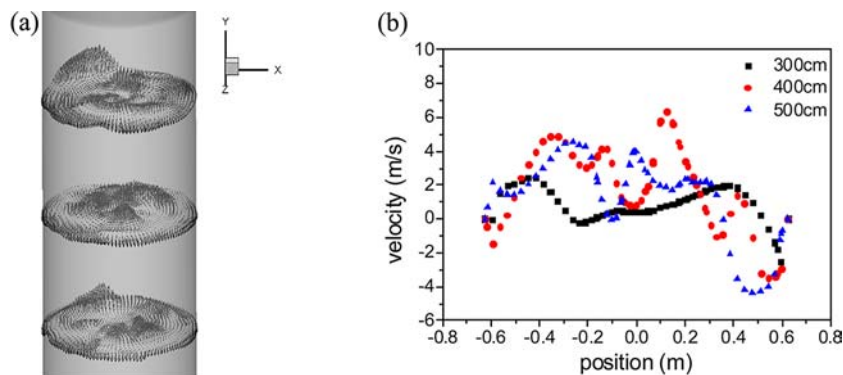 (a)
Y
X
Z
(b)
10
8
6
4
2
0
-2
-4
-6
-0.8 -0.6 -0.4 -0.2 0.0 0.2 0.4 0.6 0.8
velocity (m/s)
position (m)
300cm
400cm
500cm